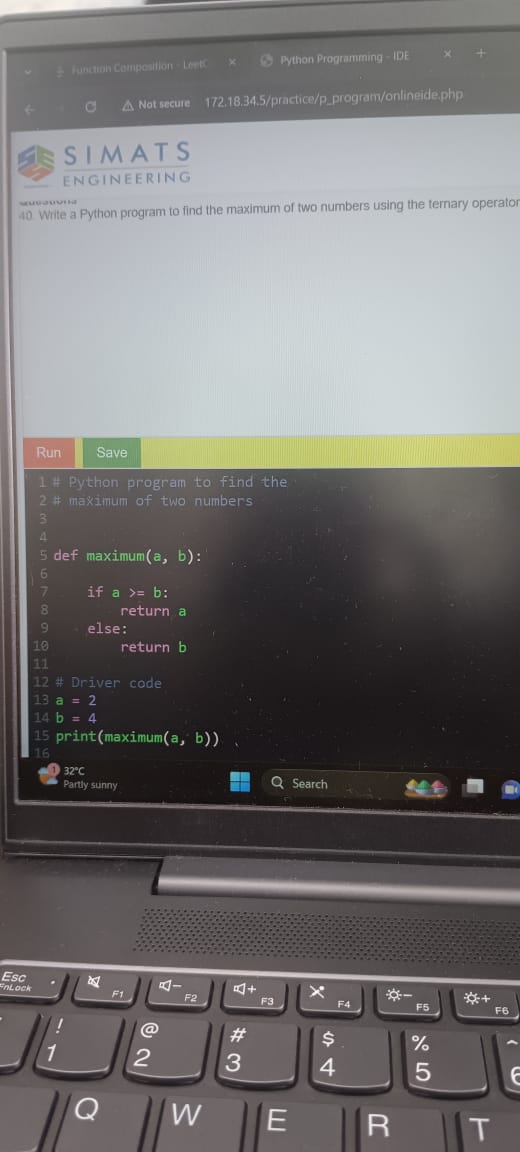 Function Composition - LeetC
Python Programming - IDE
Not secure 172.18.34.5/practice/p_program/onlineide.php
SIMATS
ENGINEERING
Questions
40. Write a Python program to find the maximum of two numbers using the ternary operator
Run Save
1 # Python program to find the
2 # maximum of two numbers
3
4
5 def maximum(a, b):
6
7 if a >= b:
8 return a
9 else:
10 return b
11
12 # Driver code
13 a = 2
14 b = 4
15 print(maximum(a, b))
16
1
32°C
Partly sunny
Search
Esc
FnLock
F1
F2
F3
F4
F5
F6
! @ # $ % ^
1 2 3 4 5 6
Q W E R T